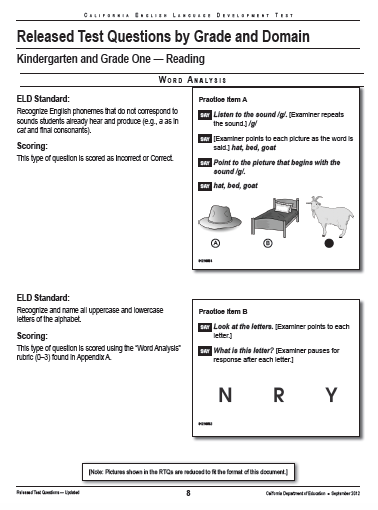 CALIFORNIA ENGLISH LANGUAGE DEVELOPMENT TEST
Released Test Questions by Grade and Domain
Kindergarten and Grade One — Reading
WORD ANALYSIS
ELD Standard:
Recognize English phonemes that do not correspond to
sounds students already hear and produce (e.g., a as in
cat and final consonants).
Scoring:
This type of question is scored as Incorrect or Correct.
Practice Item A
SAY Listen to the sound /g/. [Examiner repeats
the sound.] /g/
SAY [Examiner points to each picture as the word is
said.] hat, bed, goat
SAY Point to the picture that begins with the
sound /g/.
SAY hat, bed, goat
A B
ELD Standard:
Recognize and name all uppercase and lowercase
letters of the alphabet.
Scoring:
This type of question is scored using the "Word Analysis"
rubric (0–3) found in Appendix A.
Practice Item B
SAY Look at the letters. [Examiner points to each
letter.]
SAY What is this letter? [Examiner pauses for
response after each letter.]
N R Y
[Note: Pictures shown in the RTQs are reduced to fit the format of this document.]
Released Test Questions — Updated 8 California Department of Education • September 2012